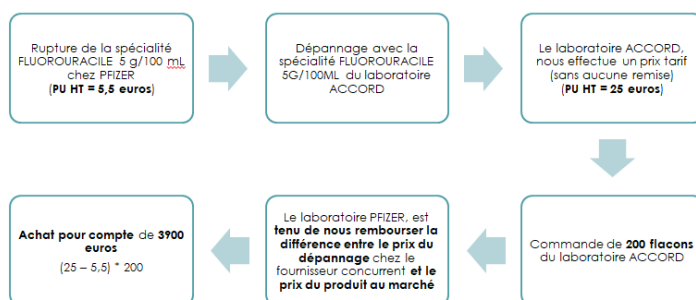 Rupture de la spécialité
FLUOROURACILE 5 g/100 mL
chez PFIZER
(PU HT = 5,5 euros)
Dépannage avec la
spécialité FLUOROURACILE
5G/100ML du laboratoire
ACCORD
Le laboratoire ACCORD,
nous effectue un prix tarif
(sans aucune remise)
(PU HT = 25 euros)
Commande de 200 flacons
du laboratoire ACCORD
Le laboratoire PFIZER, est
tenu de nous rembourser la
différence entre le prix du
dépannage chez le
fournisseur concurrent et le
prix du produit au marché
Achat pour compte de 3900
euros
(25 – 5,5) * 200